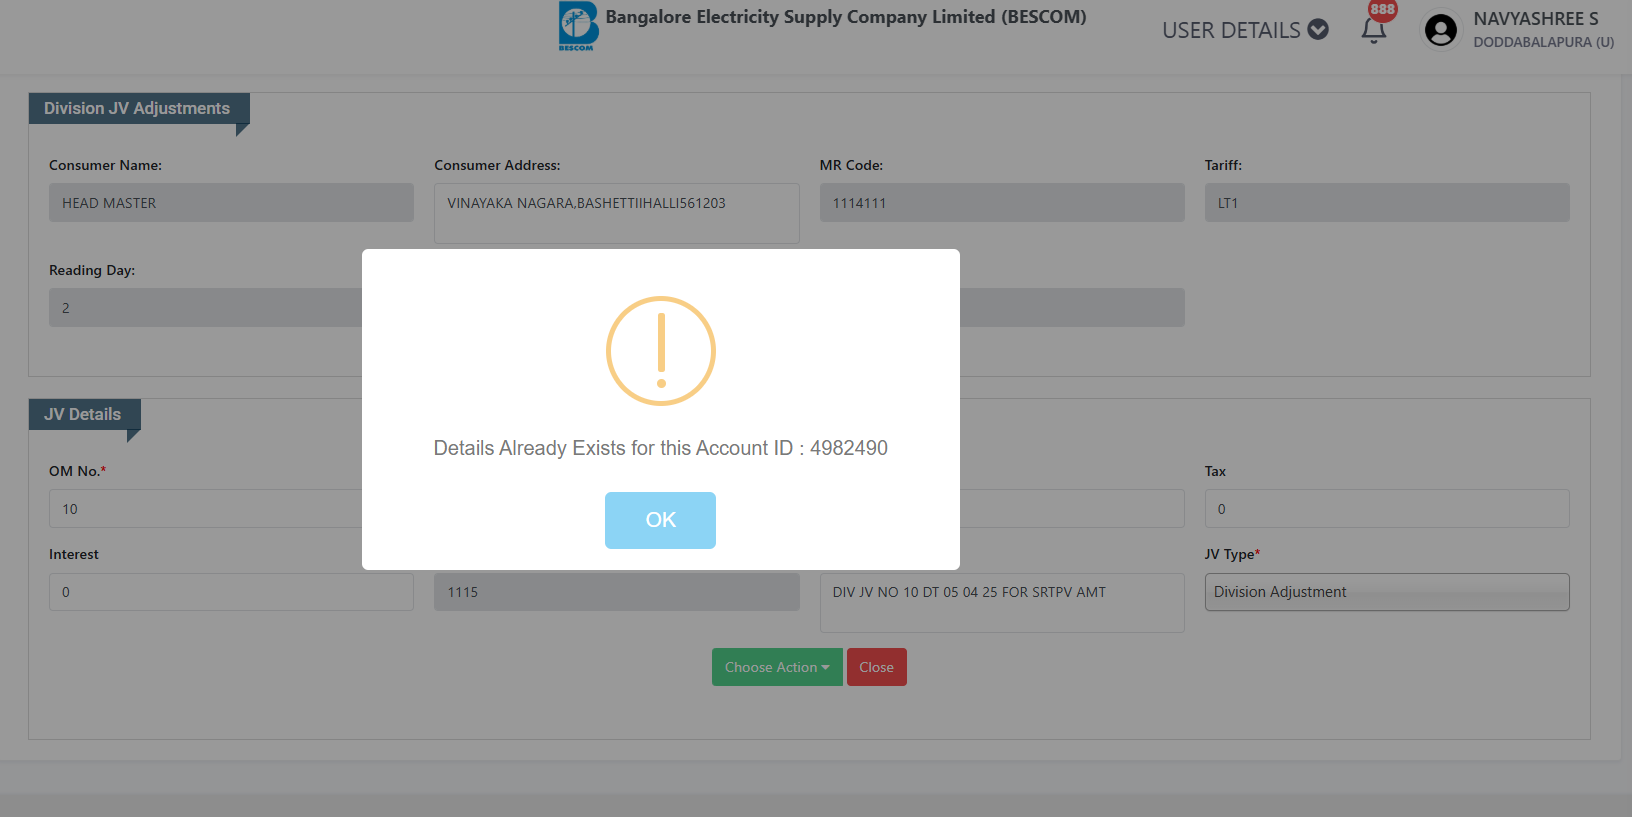 BESCOM
Bangalore Electricity Supply Company Limited (BESCOM)
USER DETAILS
888
NAVYASHREE S
DODDABALAPURA (U)
Division JV Adjustments
Consumer Name:
Consumer Address:
MR Code:
Tariff:
HEAD MASTER
VINAYAKA NAGARA,BASHETTIIHALLI561203
1114111
LT1
Reading Day:
2
Details Already Exists for this Account ID : 4982490
OK
JV Details
OM No.*
Tax
10
0
Interest
JV Type*
0
1115
DIV JV NO 10 DT 05 04 25 FOR SRTPV AMT
Division Adjustment
Choose Action
Close